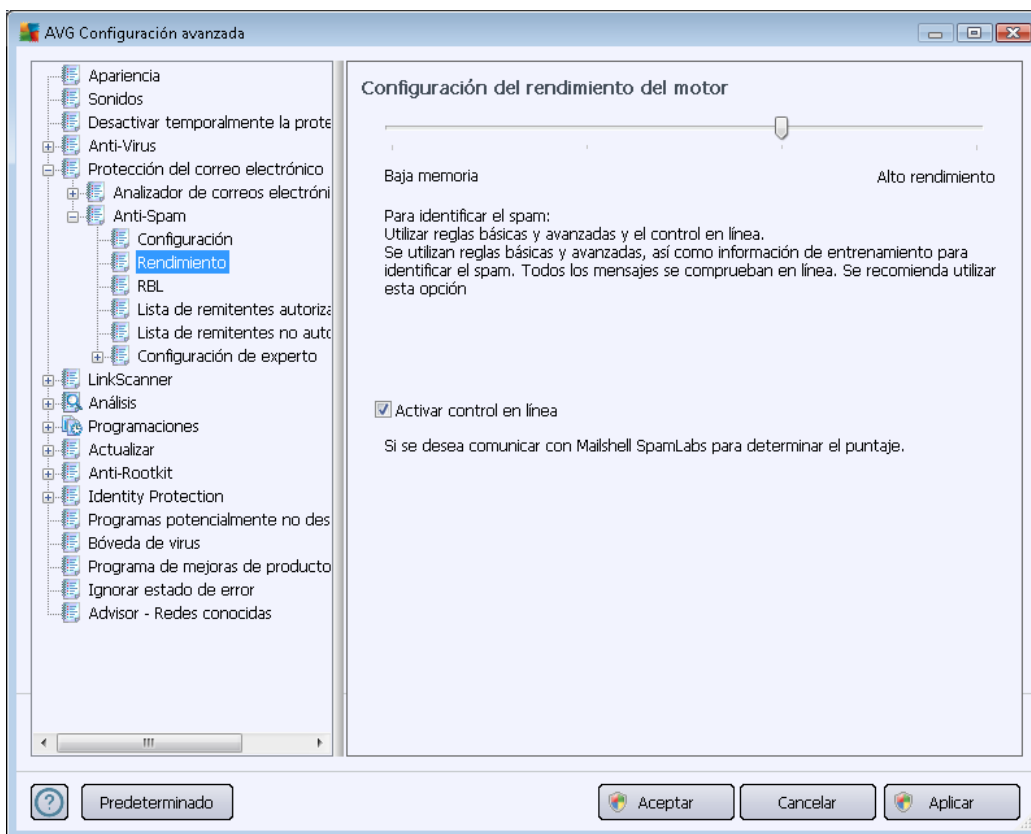 AVG Configuración avanzada
Apariencia
Sonidos
Desactivar temporalmente la prote
Anti-Virus
Protección del correo electrónico
Analizador de correos electróni
Anti-Spam
Configuración
Rendimiento
RBL
Lista de remitentes autoriza
Lista de remitentes no auto
Configuración de experto
LinkScanner
Análisis
Programaciones
Actualizar
Anti-Rootkit
Identity Protection
Programas potencialmente no des
Bóveda de virus
Programa de mejoras de producto
Ignorar estado de error
Advisor - Redes conocidas
Configuración del rendimiento del motor
Baja memoria
Alto rendimiento
Para identificar el spam:
Utilizar reglas básicas y avanzadas y el control en línea.
Se utilizan reglas básicas y avanzadas, así como información de entrenamiento para
identificar el spam. Todos los mensajes se comprueban en línea. Se recomienda utilizar
esta opción
Activar control en línea
Si se desea comunicar con Mailshell SpamLabs para determinar el puntaje.
Predeterminado
Aceptar
Cancelar
Aplicar